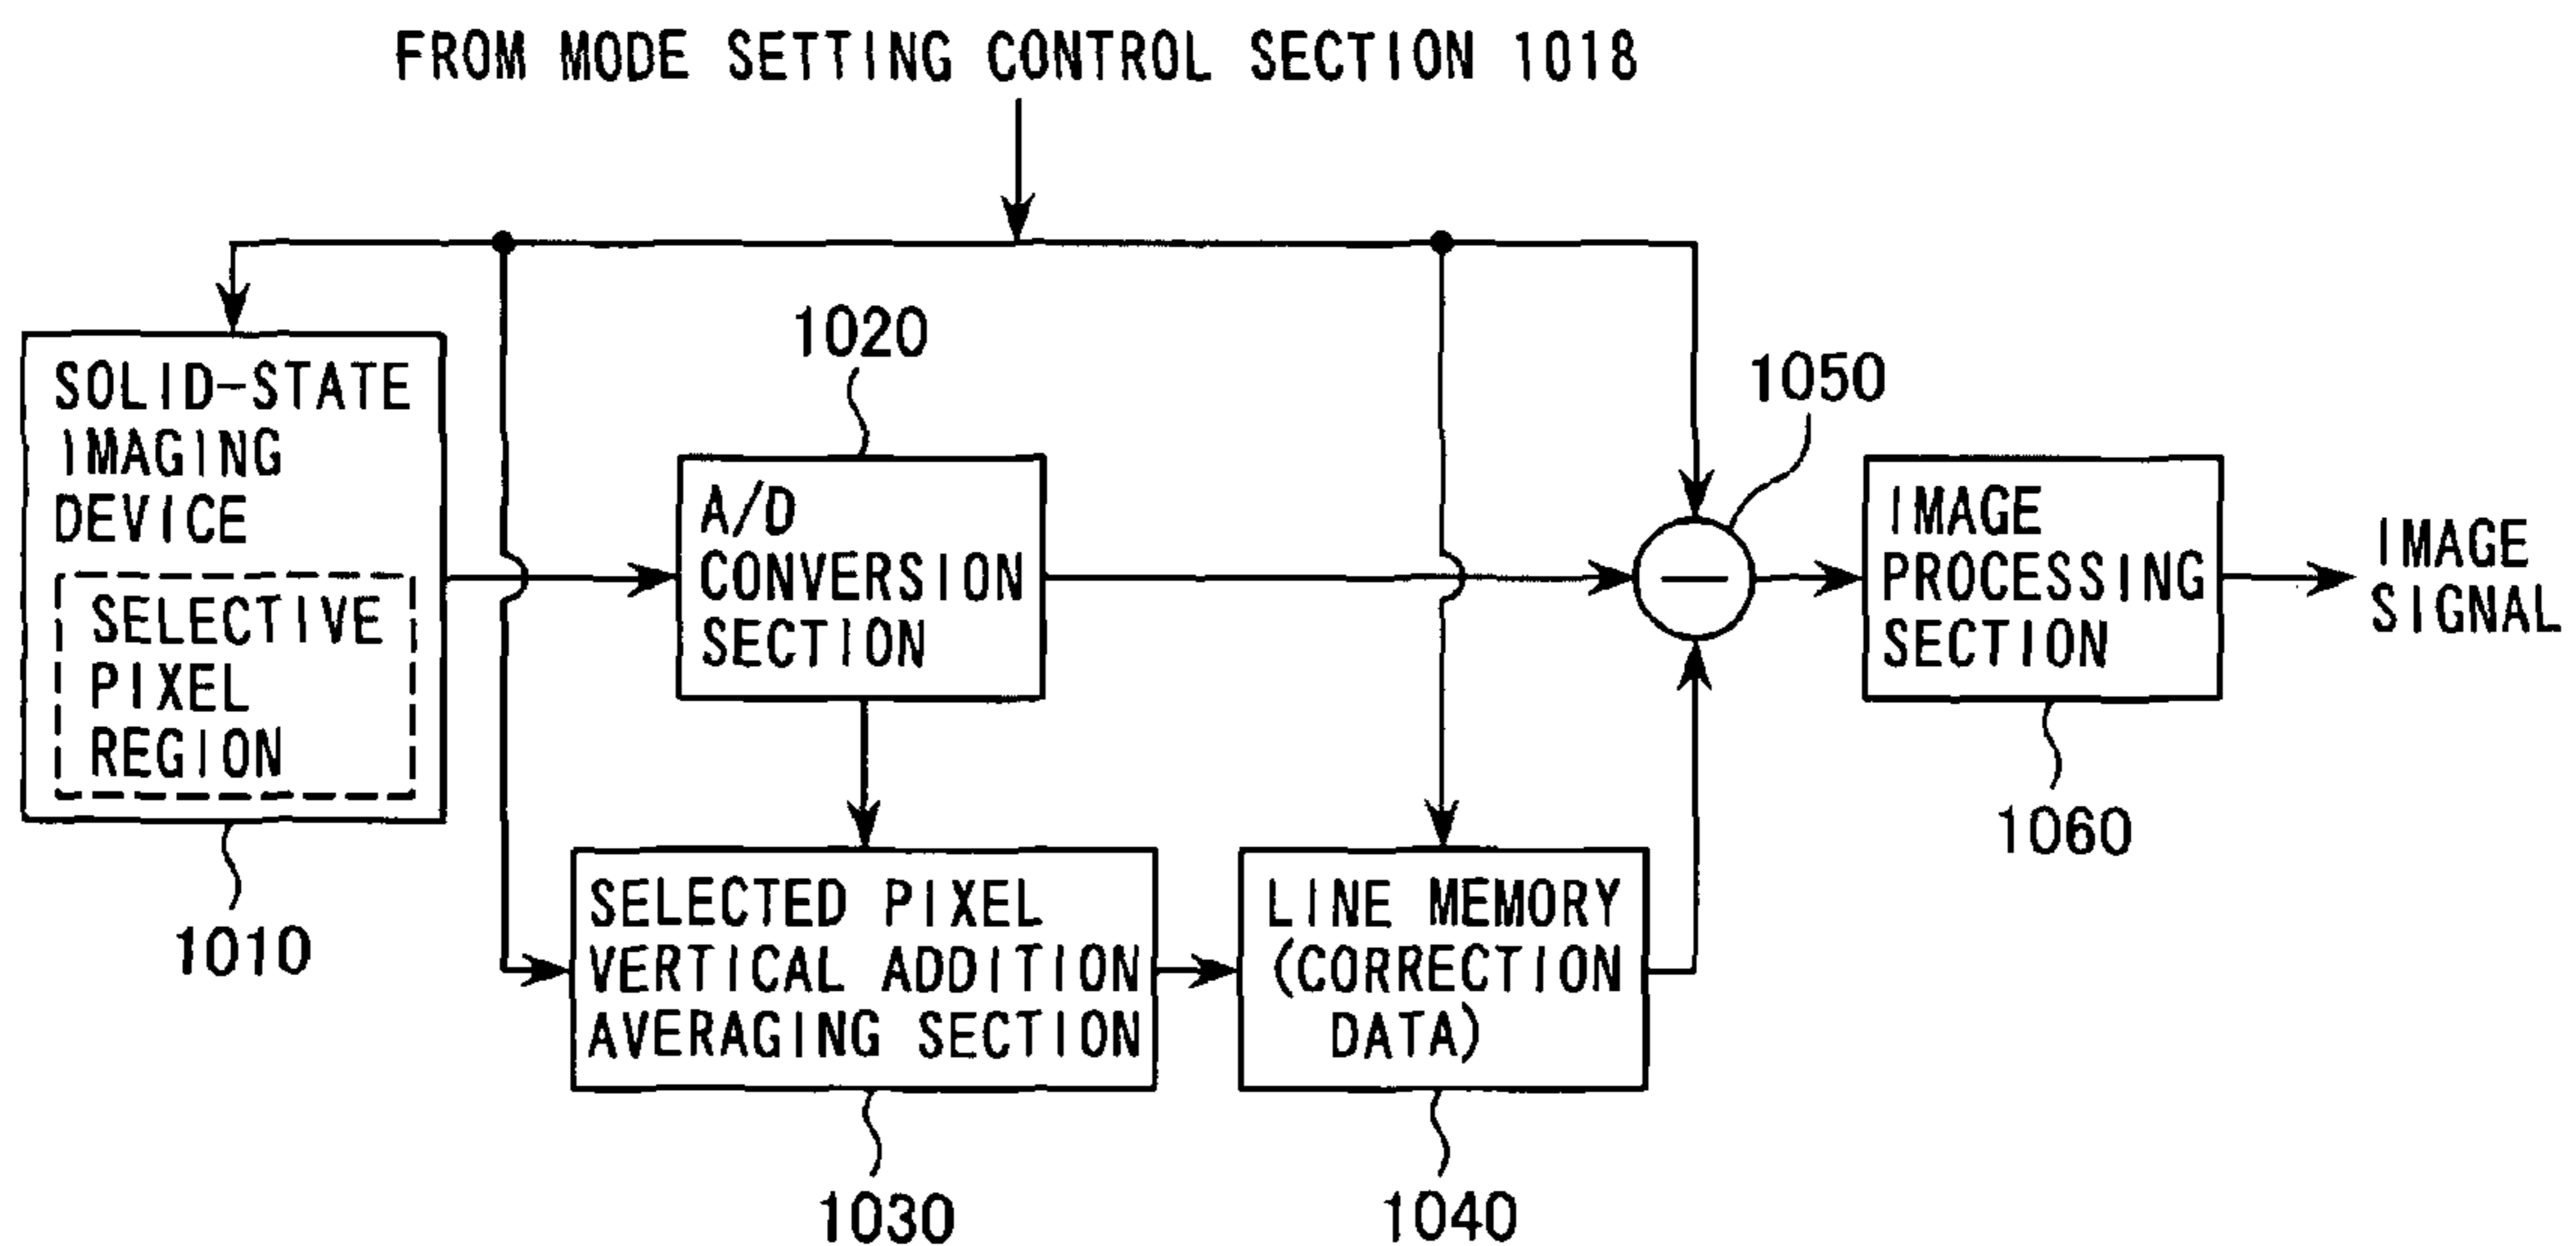 FROM MODE SETTING CONTROL SECTION 1018
SOLID-STATE
IMAGING
DEVICE
SELECTIVE
PIXEL
REGION
1010
1020
A/D
CONVERSION
SECTION
1050
IMAGE
PROCESSING
SECTION
1060
IMAGE
SIGNAL
SELECTED PIXEL
VERTICAL ADDITION
AVERAGING SECTION
1030
LINE MEMORY
(CORRECTION
DATA)
1040